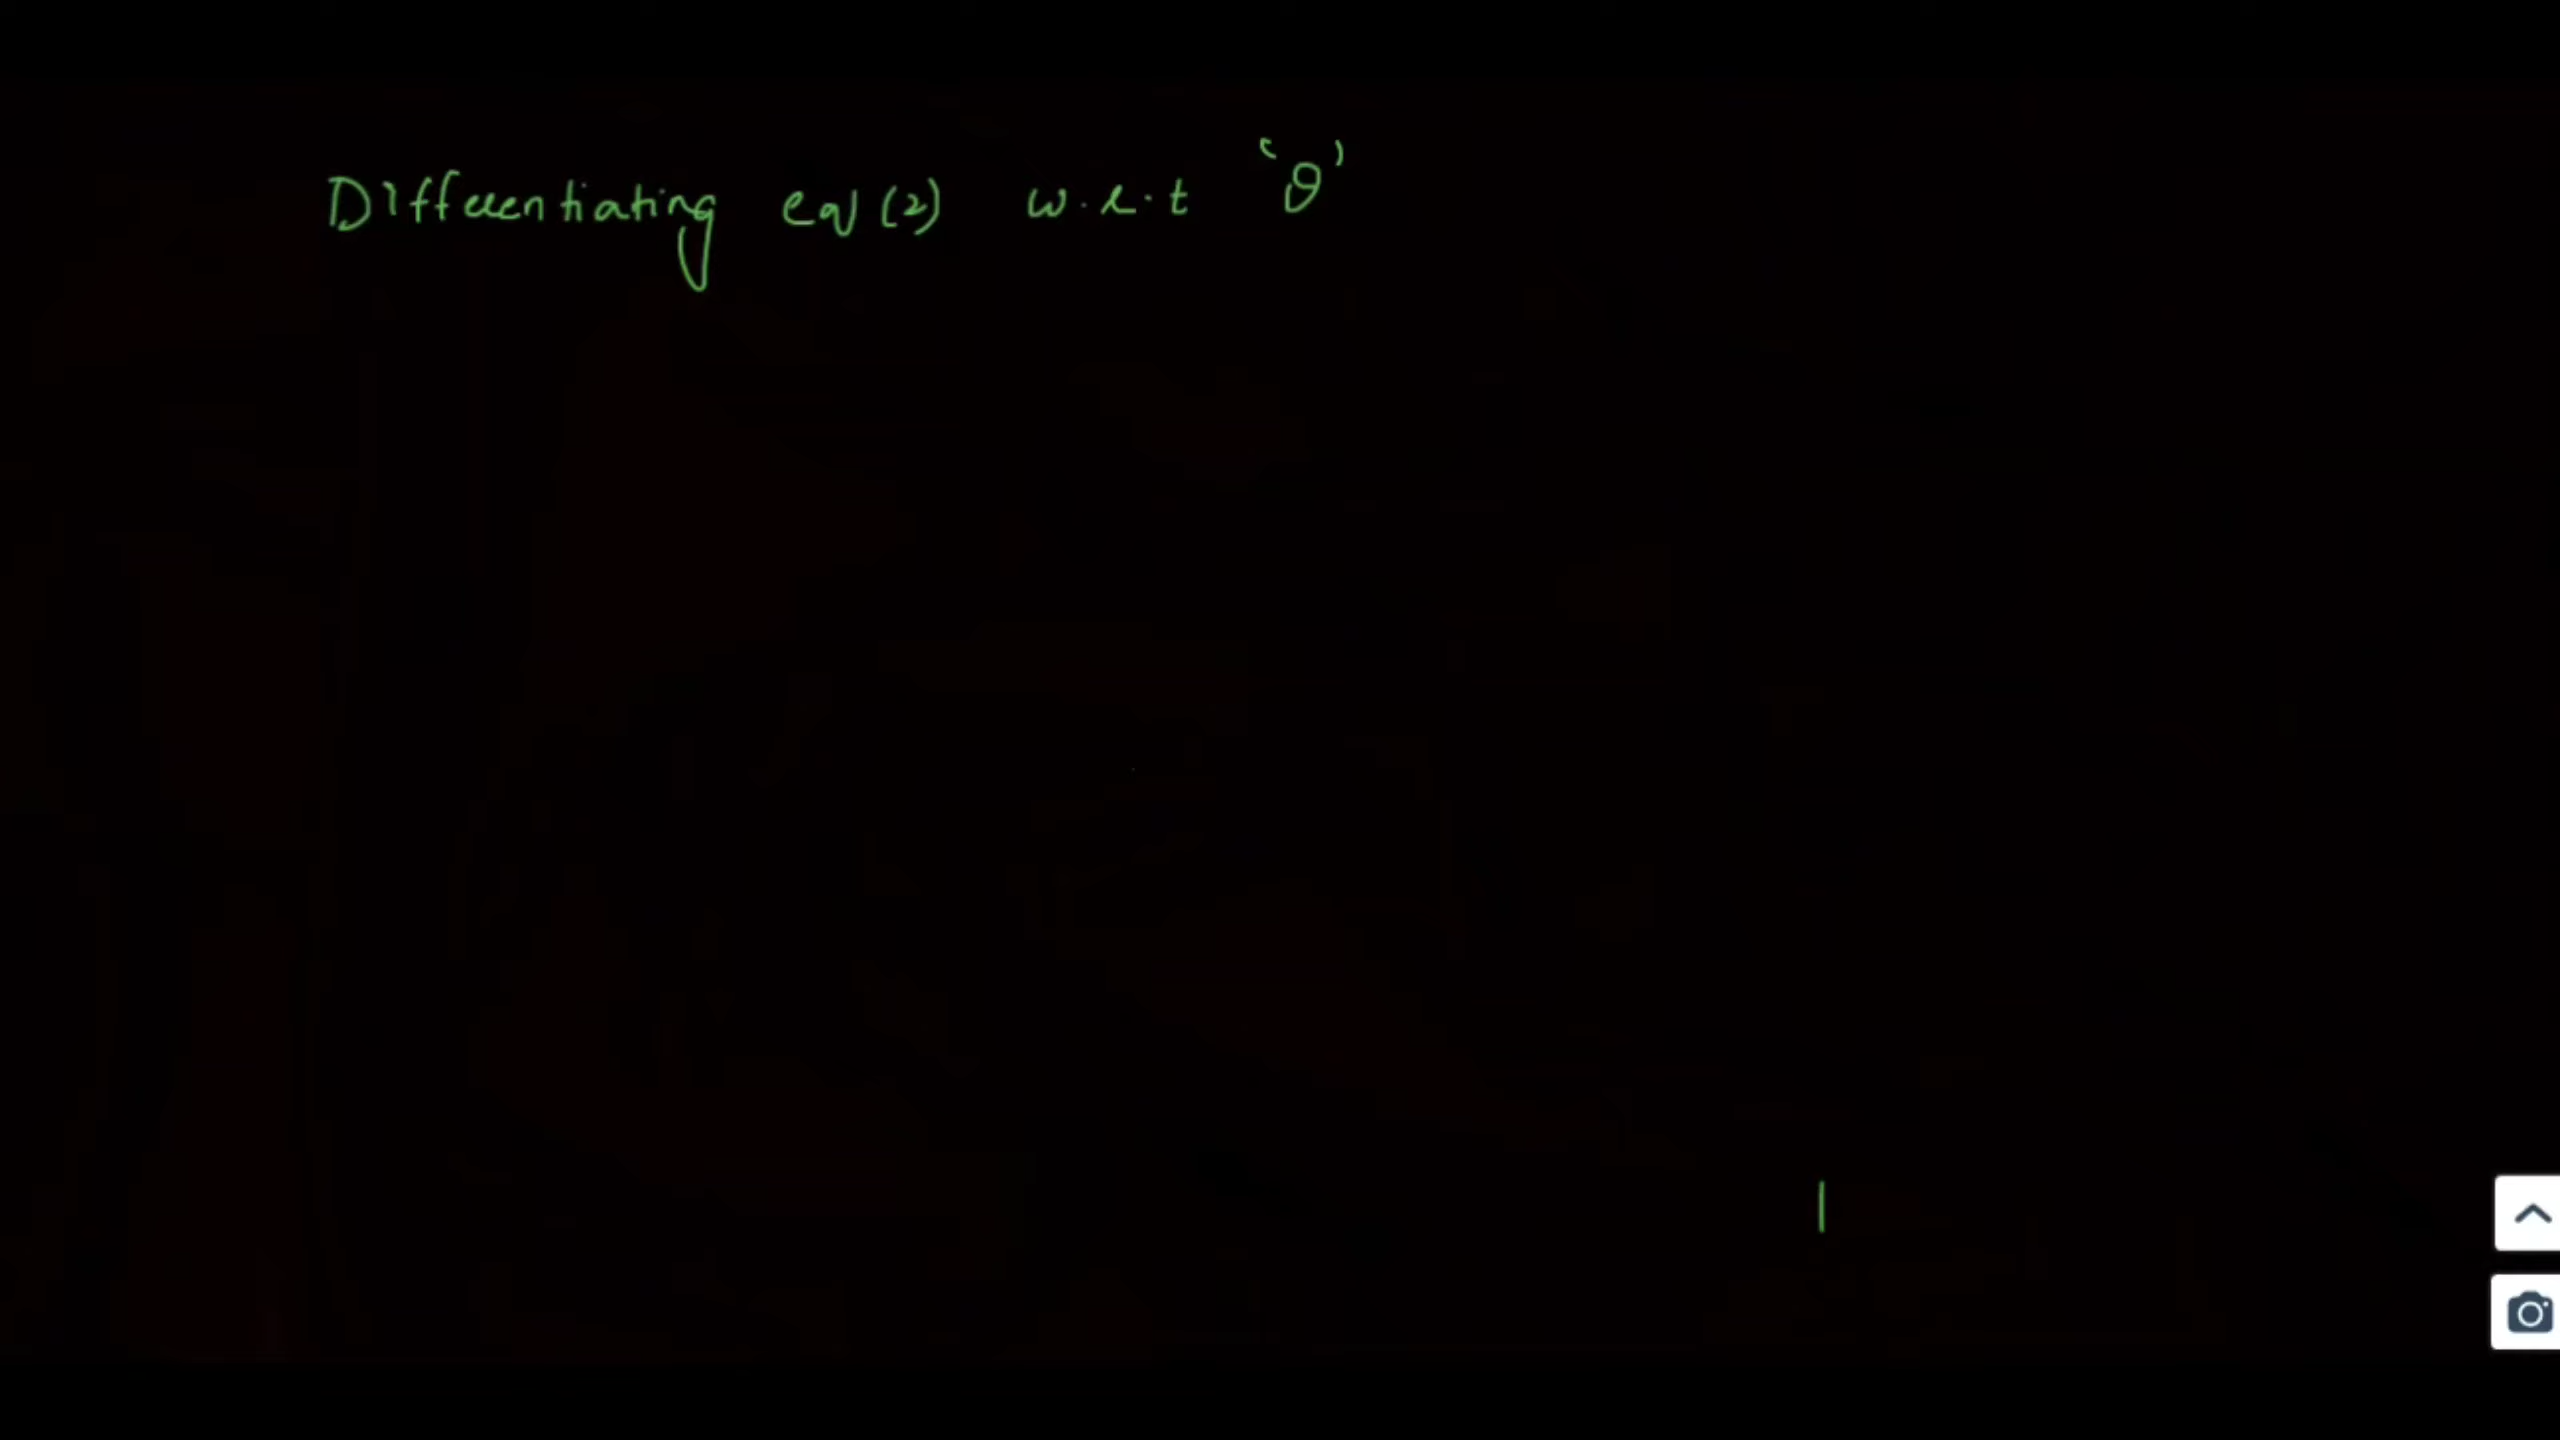 Differentiating eq (2) w.r.t 'θ'